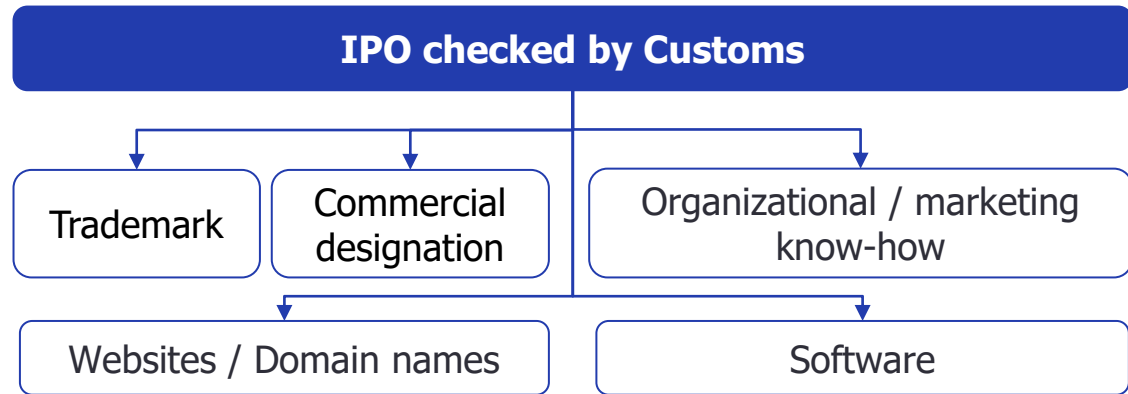 IPO checked by Customs
Trademark
Commercial
designation
Organizational / marketing
know-how
Websites / Domain names
Software